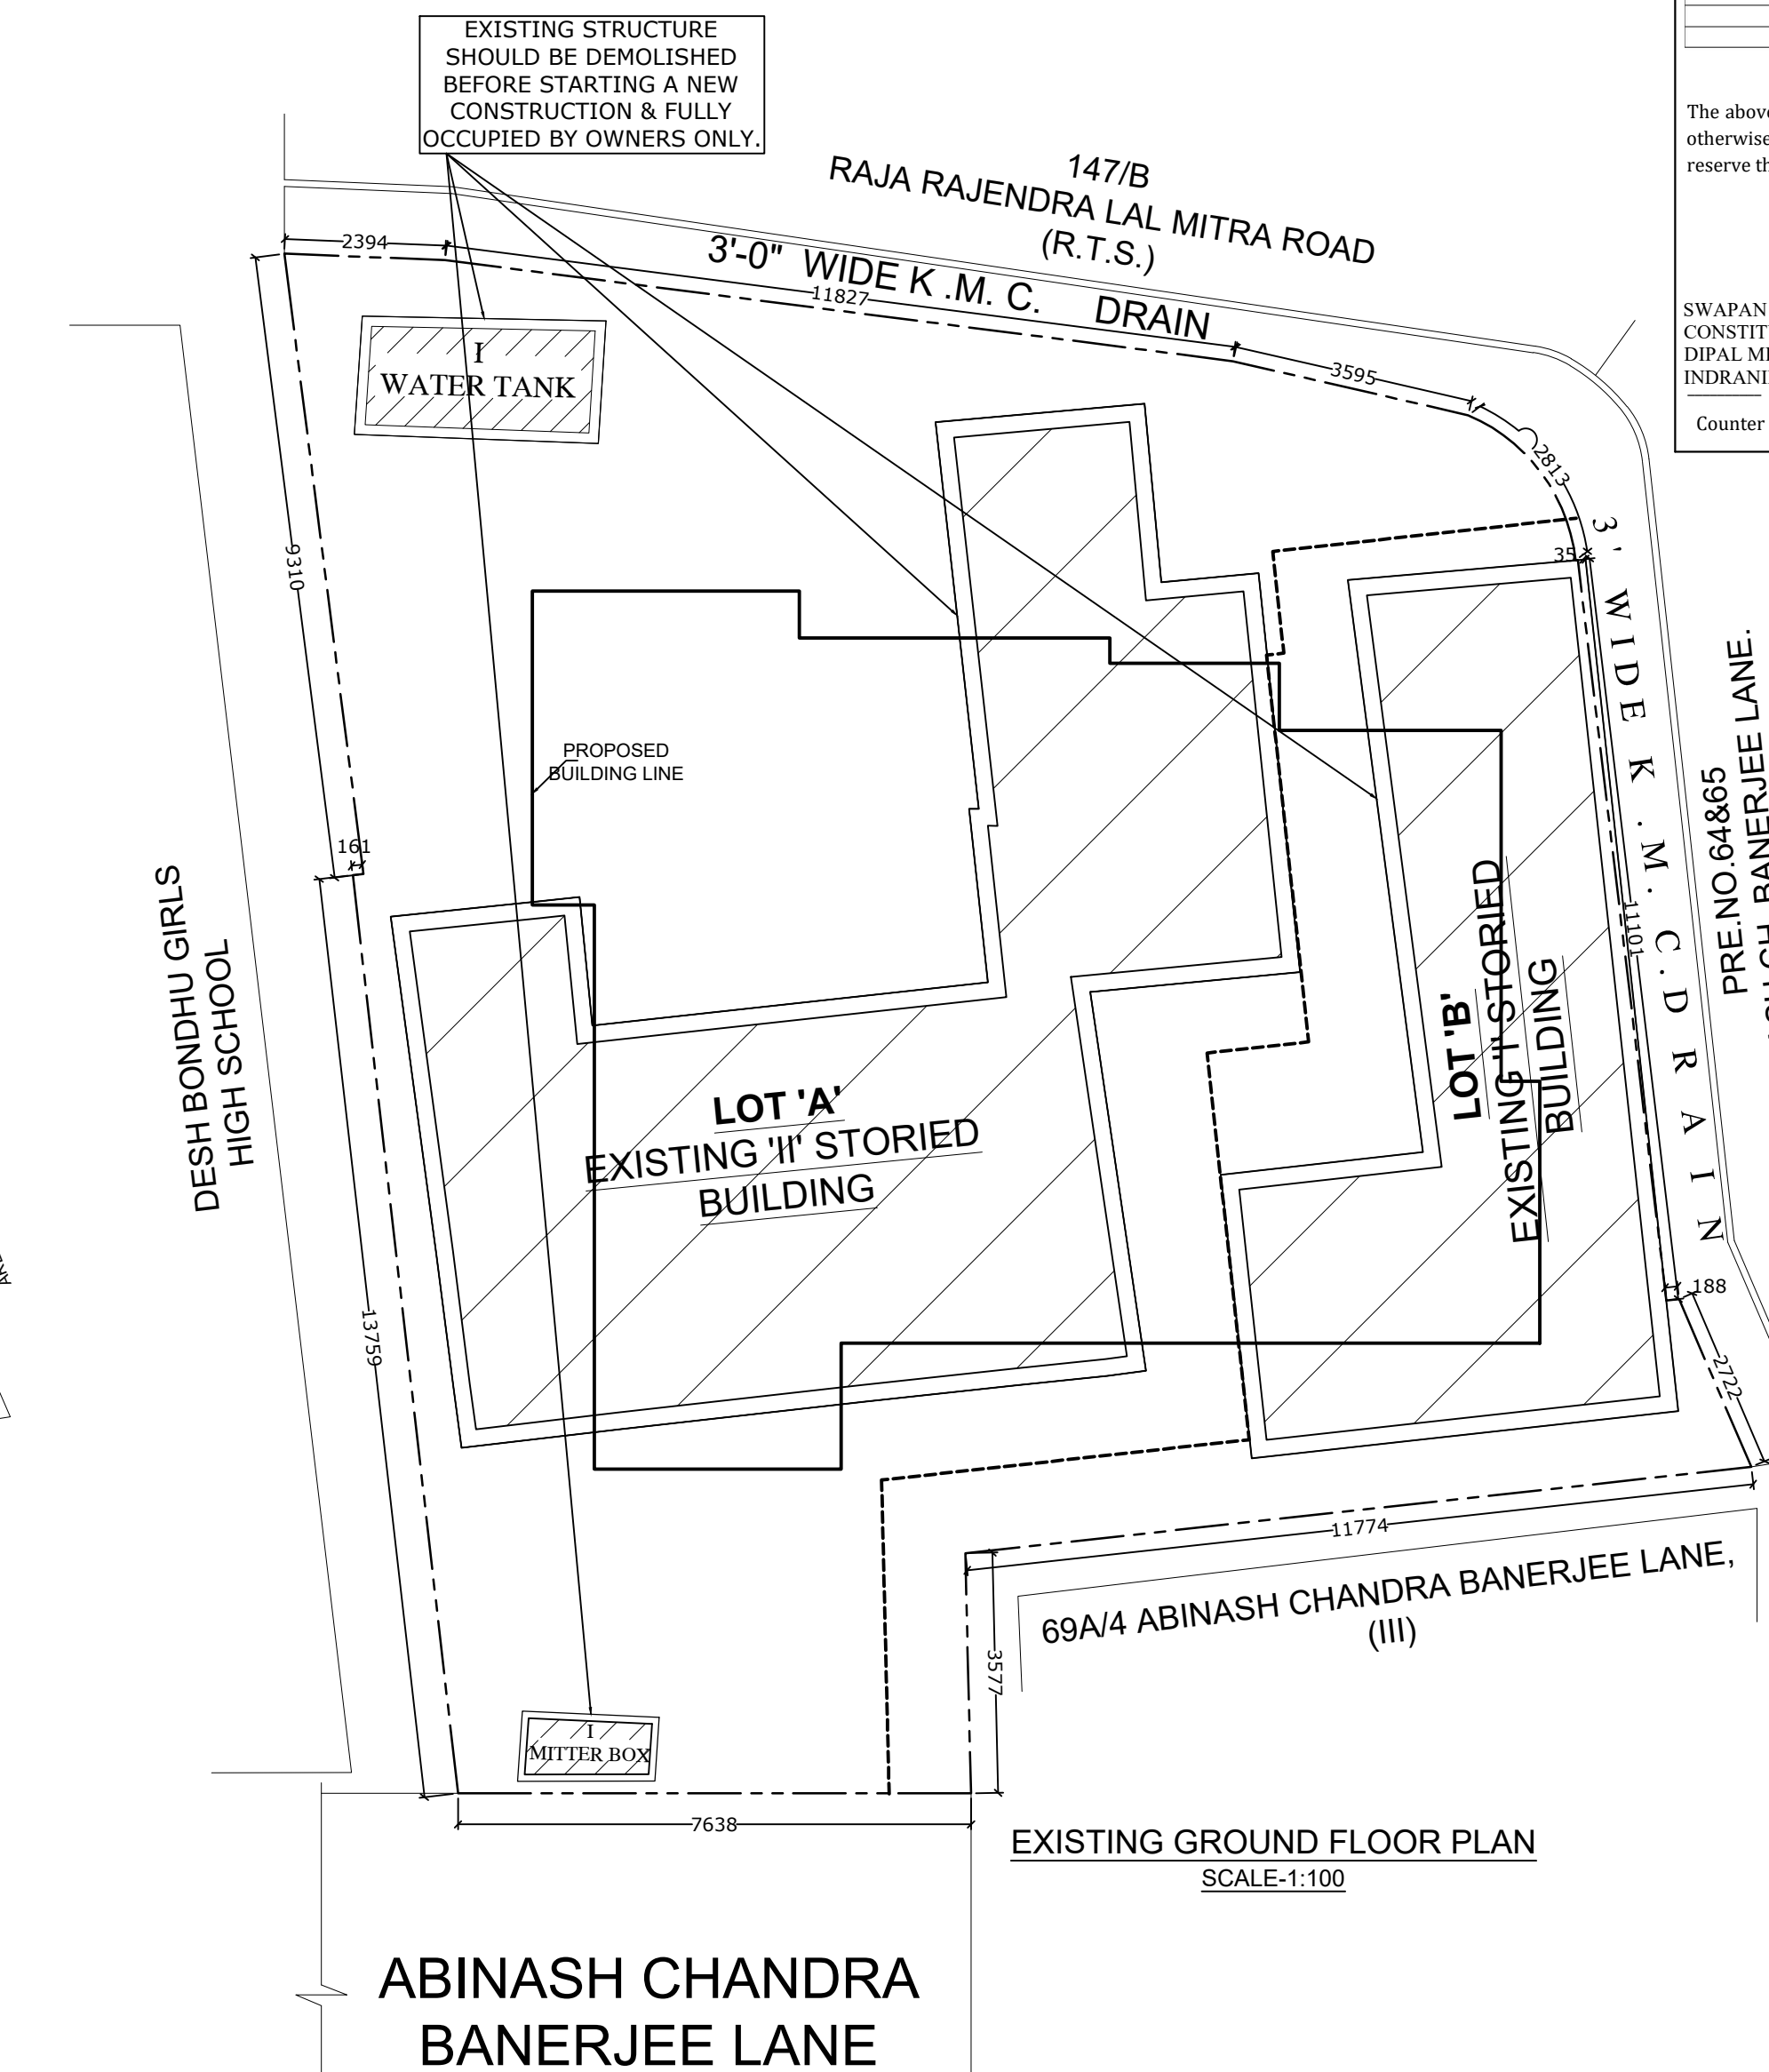 EXISTING STRUCTURE
SHOULD BE DEMOLISHED
BEFORE STARTING A NEW
CONSTRUCTION & FULLY
OCCUPIED BY OWNERS ONLY.
The above
otherwise
reserve th
SWAPAN
CONSTIT
DIPAL M
INDRANI
Counter
147/B
RAJA RAJENDRA LAL MITRA ROAD
(R.T.S.)
3'-0" WIDE K .M. C. DRAIN
2394
11827
3595
2813
35
I
WATER TANK
9310
3' WIDE K .M. C. DRAIN
PROPOSED
BUILDING LINE
161
DESH BONDHU GIRLS
HIGH SCHOOL
PRE.NO.64&65
CH. BANERJEE LANE.
11101
LOT 'A'
EXISTING 'II' STORIED
BUILDING
LOT 'B'
EXISTING 'II' STORIED
BUILDING
188
13759
2722
11774
69A/4 ABINASH CHANDRA BANERJEE LANE,
(III)
3577
I
MITTER BOX
7638
EXISTING GROUND FLOOR PLAN
SCALE-1:100
ABINASH CHANDRA
BANERJEE LANE